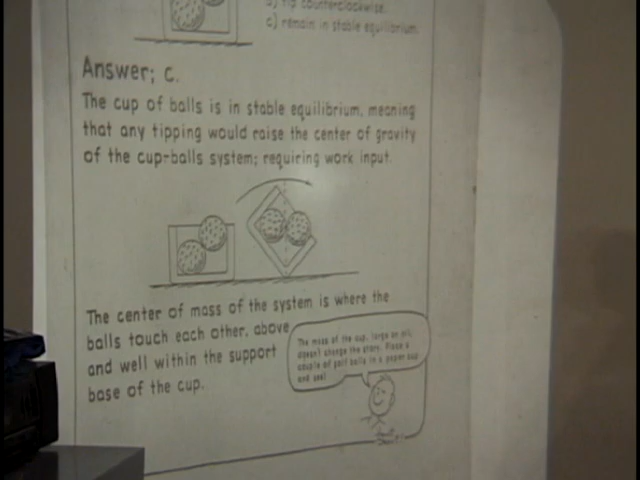 b) tip counterclockwise.
c) remain in stable equilibrium.
Answer; c.
The cup of balls is in stable equilibrium, meaning
that any tipping would raise the center of gravity
of the cup-balls system; requiring work input.
The center of mass of the system is where the
balls touch each other, above
and well within the support
base of the cup.
The mass of the cup, large or nil,
doesn't change the story. Place a
couple of golf balls in a paper cup
and see!